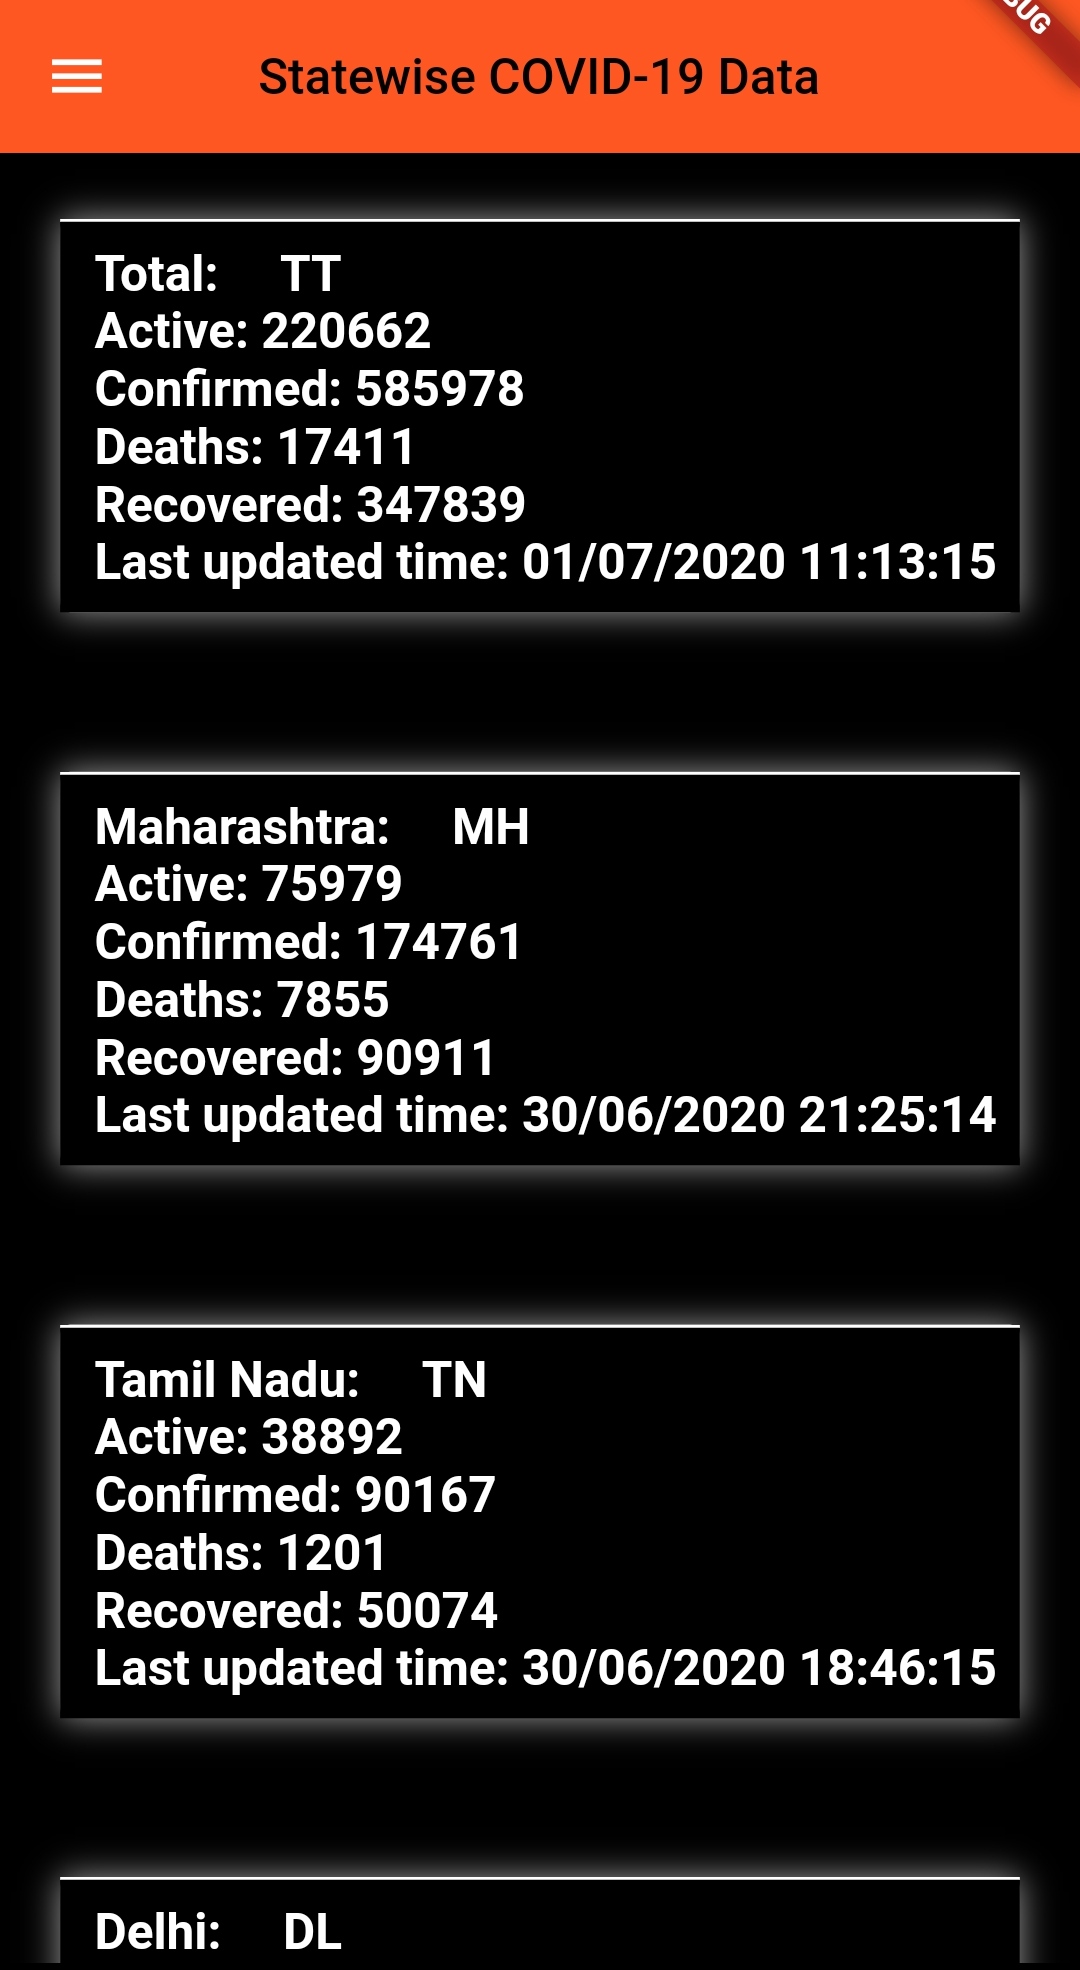 Statewise COVID-19 Data
Total: TT
Active: 220662
Confirmed: 585978
Deaths: 17411
Recovered: 347839
Last updated time: 01/07/2020 11:13:15
Maharashtra: MH
Active: 75979
Confirmed: 174761
Deaths: 7855
Recovered: 90911
Last updated time: 30/06/2020 21:25:14
Tamil Nadu: TN
Active: 38892
Confirmed: 90167
Deaths: 1201
Recovered: 50074
Last updated time: 30/06/2020 18:46:15
Delhi: DL